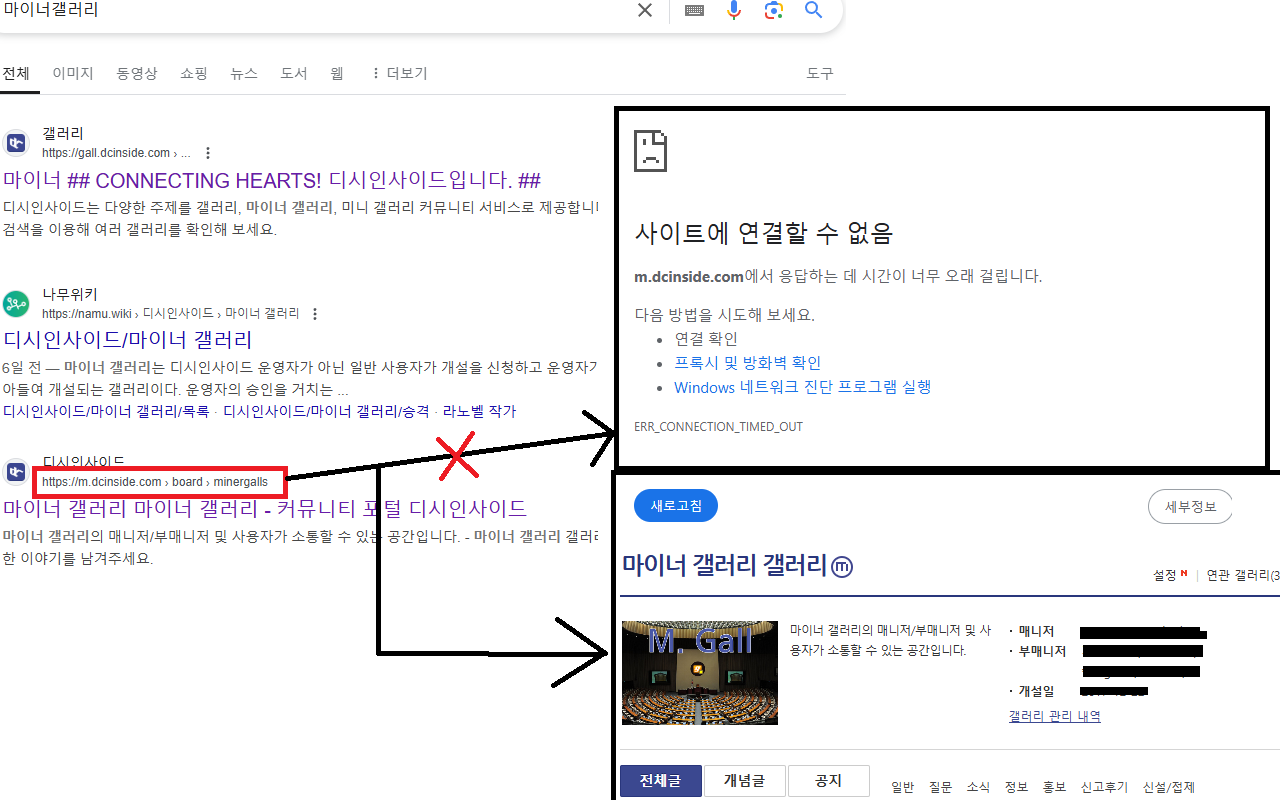 마이너갤러리
전체 이미지 동영상 쇼핑 뉴스 도서 웹 더보기 도구
갤러리
https://gall.dcinside.com › ...
마이너 ## CONNECTING HEARTS! 디시인사이드입니다. ##
디시인사이드는 다양한 주제를 갤러리, 마이너 갤러리, 미니 갤러리 커뮤니티 서비스로 제공합니다
검색을 이용해 여러 갤러리를 확인해 보세요.
나무위키
https://namu.wiki › 디시인사이드 › 마이너 갤러리
디시인사이드/마이너 갤러리
6일 전 — 마이너 갤러리는 디시인사이드 운영자가 아닌 일반 사용자가 개설을 신청하고 운영자가
아들여 개설되는 갤러리이다. 운영자의 승인을 거치는 ...
디시인사이드/마이너 갤러리/목록 · 디시인사이드/마이너 갤러리/승격 · 라노벨 작가
디시인사이드
https://m.dcinside.com › board › minergalls
마이너 갤러리 마이너 갤러리 - 커뮤니티 포털 디시인사이드
마이너 갤러리의 매니저/부매니저 및 사용자가 소통할 수 있는 공간입니다. - 마이너 갤러리 갤러리
한 이야기를 남겨주세요.
사이트에 연결할 수 없음
m.dcinside.com에서 응답하는 데 시간이 너무 오래 걸립니다.
다음 방법을 시도해 보세요.
• 연결 확인
• 프록시 및 방화벽 확인
• Windows 네트워크 진단 프로그램 실행
ERR_CONNECTION_TIMED_OUT
새로고침 세부정보
마이너 갤러리 갤러리 ⓜ
설정 N | 연관 갤러리(3
M. Gall
마이너 갤러리의 매니저/부매니저 및 사
용자가 소통할 수 있는 공간입니다.
· 매니저
· 부매니저
· 개설일
갤러리 관리 내역
전체글 개념글 공지 일반 질문 소식 정보 홍보 신고후기 신설/접제